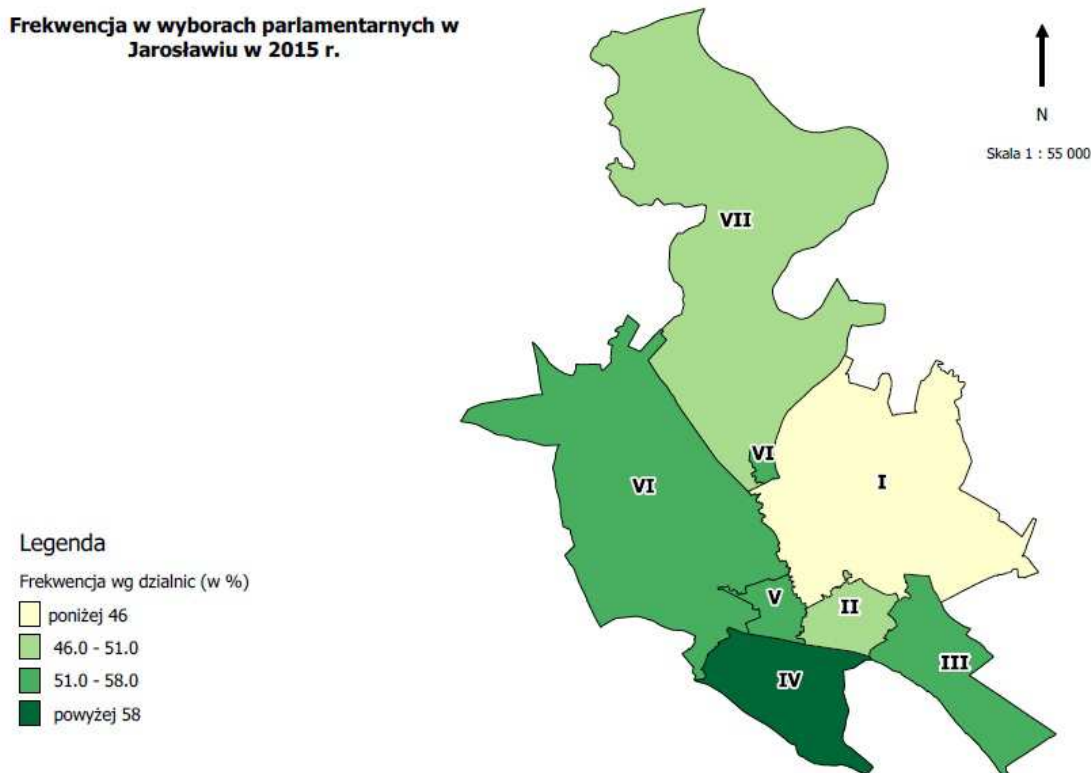 Frekwencja w wyborach parlamentarnych w
Jarosławiu w 2015 r.
N
Skala 1 : 55 000
VII
VI
VI
I
V
II
III
IV
Legenda
Frekwencja wg dzialnic (w %)
poniżej 46
46.0 - 51.0
51.0 - 58.0
powyżej 58